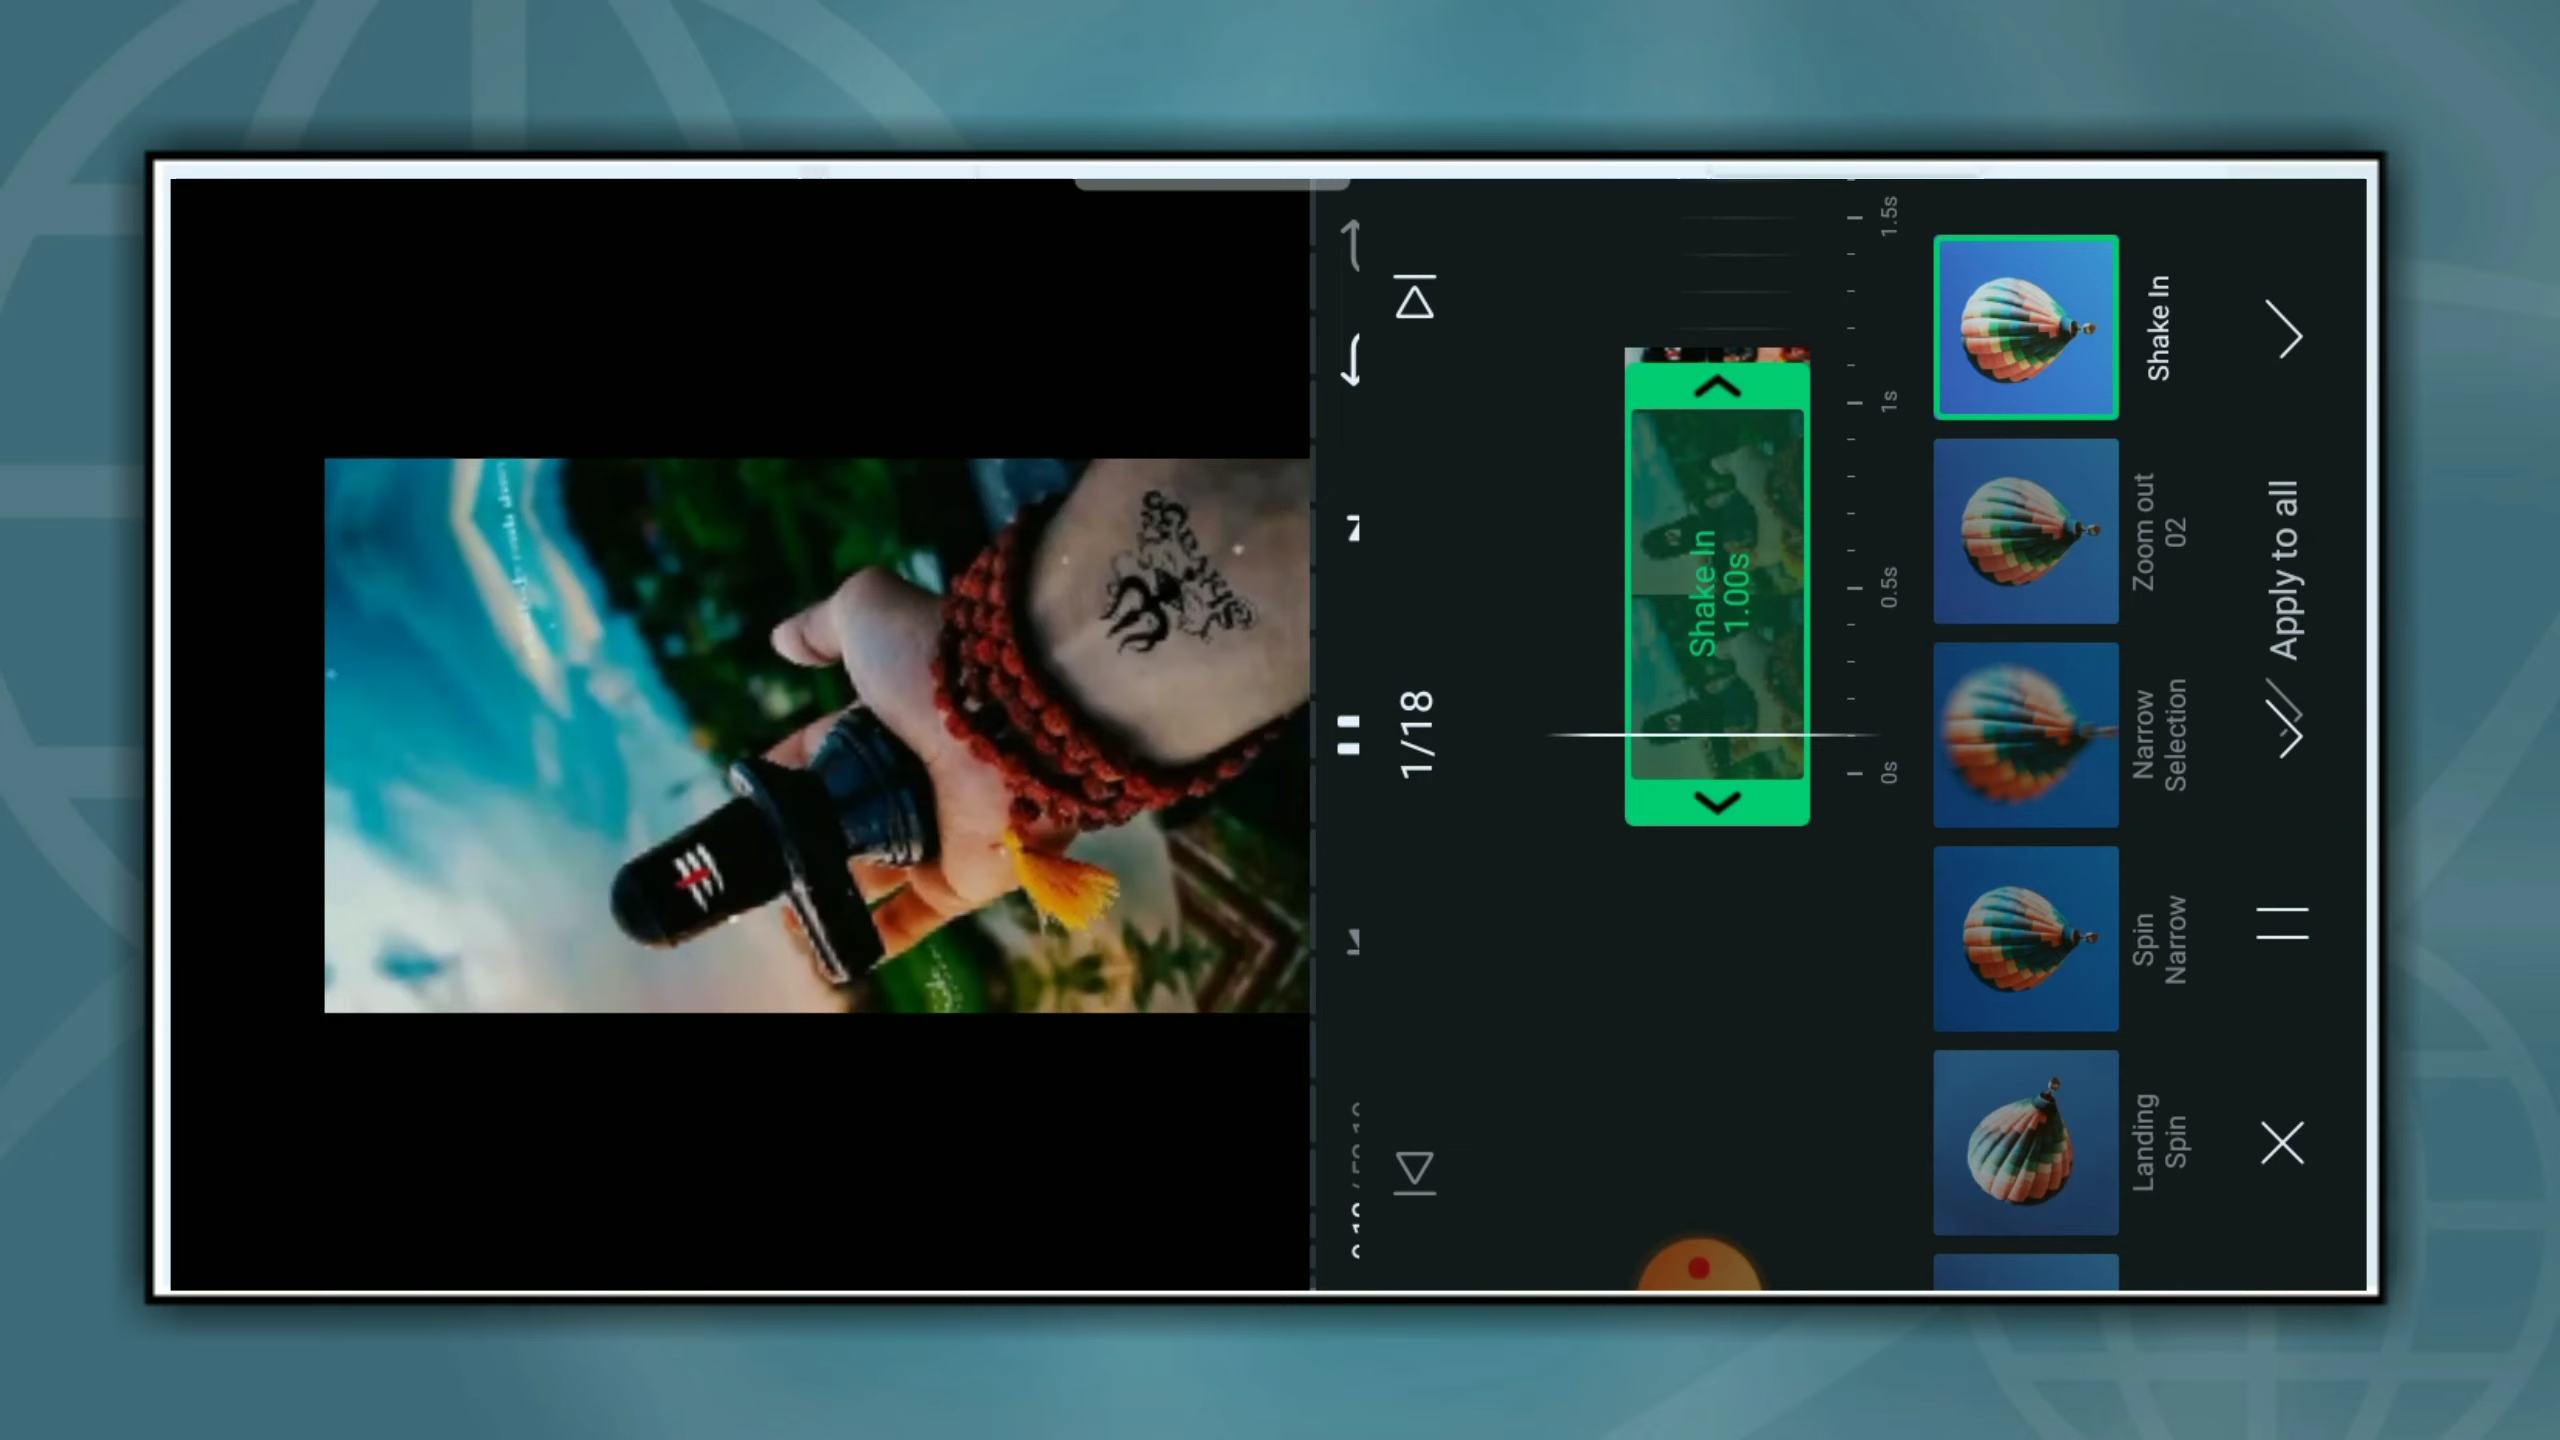 1/18
Shake In
1.00s
0s
0.5s
1s
1.5s
Landing
Spin
Spin
Narrow
Narrow
Selection
Zoom out
02
Shake In
Apply to all